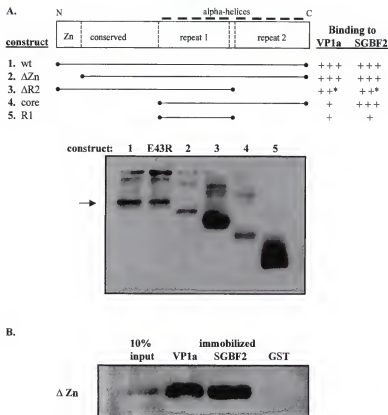 A.
N alpha-helices C
Zn conserved repeat 1 repeat 2
Binding to
construct VP1a SGBF2
1. wt +++ +++
2. ΔZn +++ +++
3. ΔR2 ++* ++*
4. core + +++
5. R1 + +
construct: 1 E43R 2 3 4 5
B.
10% immobilized
input VP1a SGBF2 GST
Δ Zn